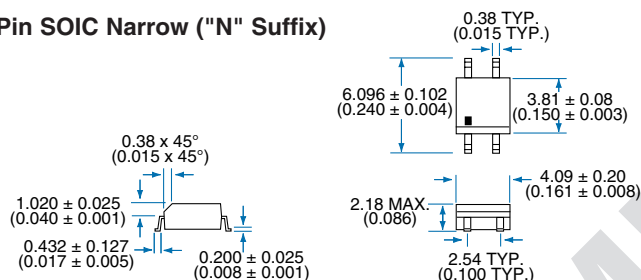 Pin SOIC Narrow ("N" Suffix)
0.38 TYP.
(0.015 TYP.)
6.096 ± 0.102
(0.240 ± 0.004)
3.81 ± 0.08
(0.150 ± 0.003)
0.38 x 45°
(0.015 x 45°)
4.09 ± 0.20
(0.161 ± 0.008)
1.020 ± 0.025
(0.040 ± 0.001)
2.18 MAX.
(0.086)
0.432 ± 0.127
(0.017 ± 0.005)
0.200 ± 0.025
(0.008 ± 0.001)
2.54 TYP.
(0.100 TYP.)